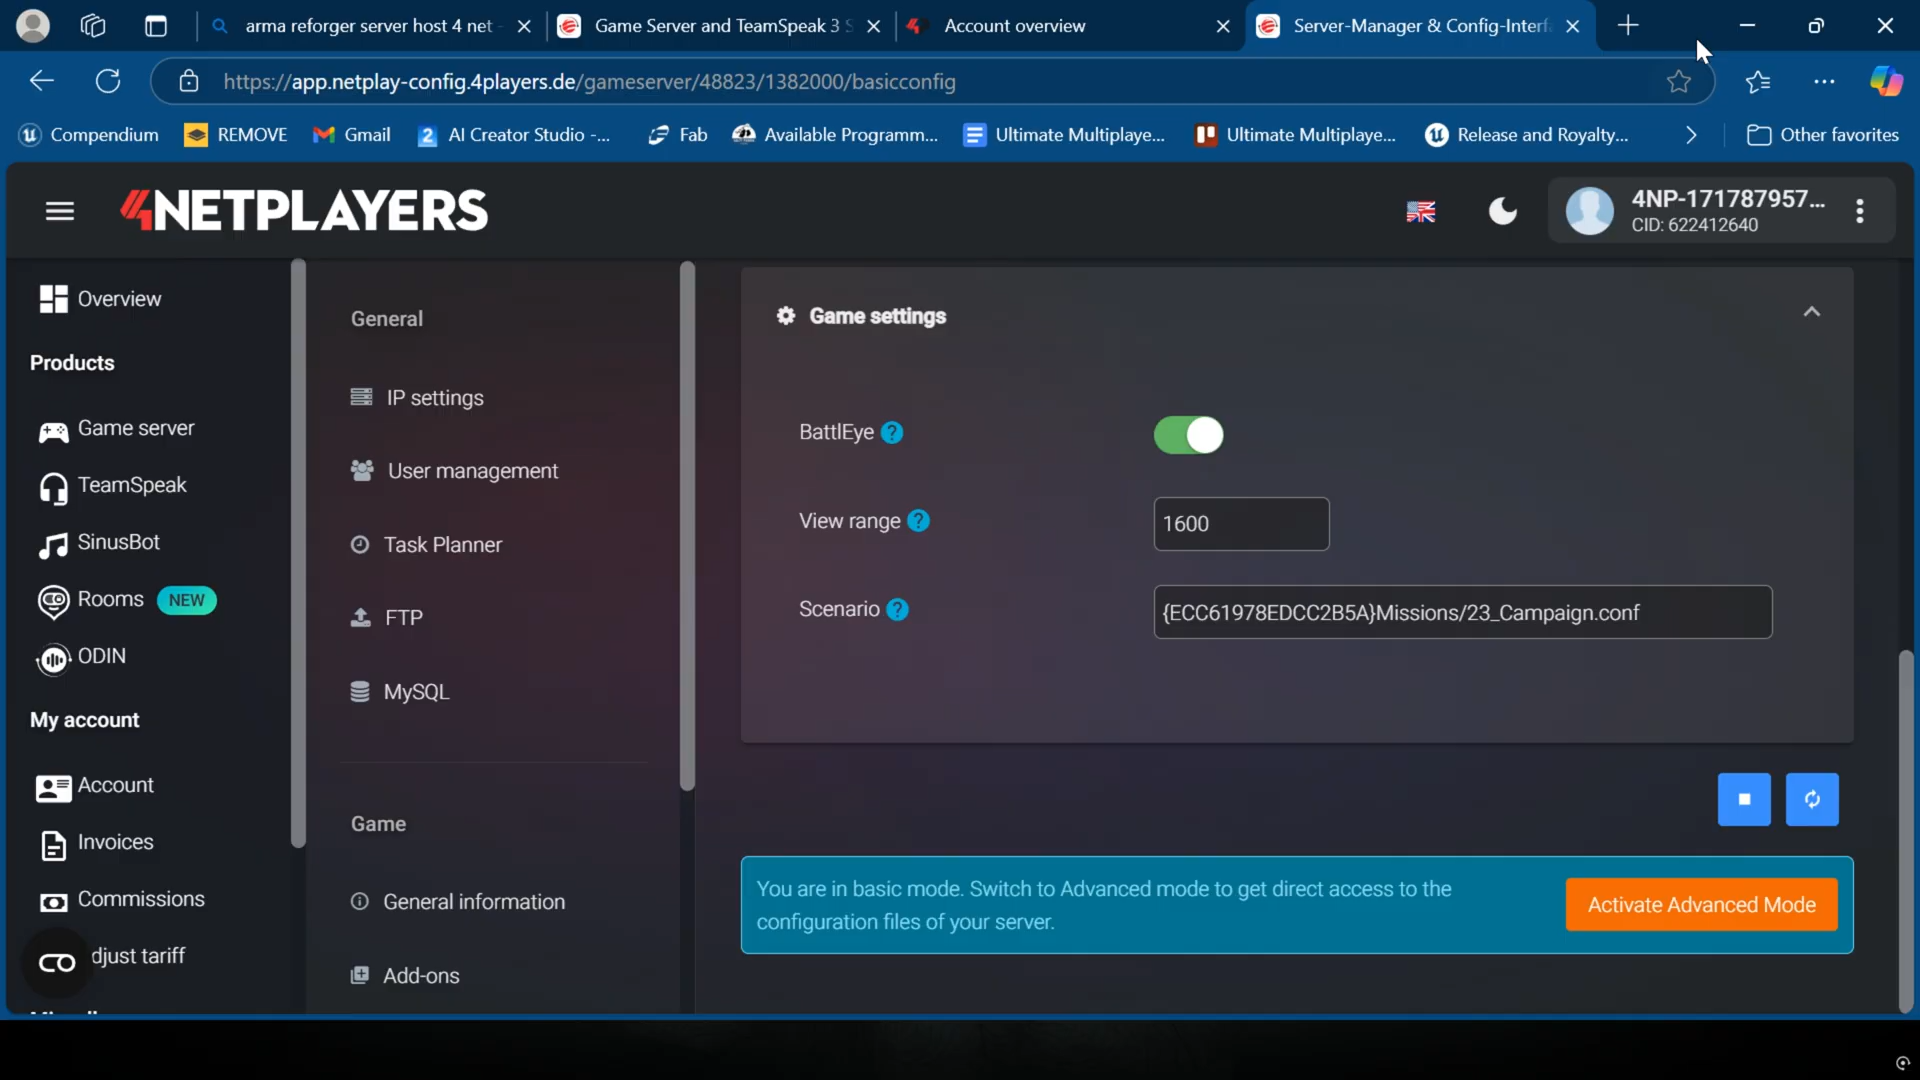 arma reforger server host 4 net
Game Server and TeamSpeak 3 S
Account overview
Server-Manager & Config-Interf
https://app.netplay-config.4players.de/gameserver/48823/1382000/basicconfig
Compendium
REMOVE
Gmail
AI Creator Studio -...
Fab
Available Programm...
Ultimate Multiplaye...
Ultimate Multiplaye...
Release and Royalty...
Other favorites
4NETPLAYERS
4NP-171787957...
CID: 622412640
Overview
Products
Game server
TeamSpeak
SinusBot
Rooms NEW
ODIN
My account
Account
Invoices
Commissions
djust tariff
General
IP settings
User management
Task Planner
FTP
MySQL
Game
General information
Add-ons
Game settings
BattlEye ?
View range ?
1600
Scenario ?
{ECC61978EDCC2B5A}Missions/23_Campaign.conf
You are in basic mode. Switch to Advanced mode to get direct access to the
configuration files of your server.
Activate Advanced Mode